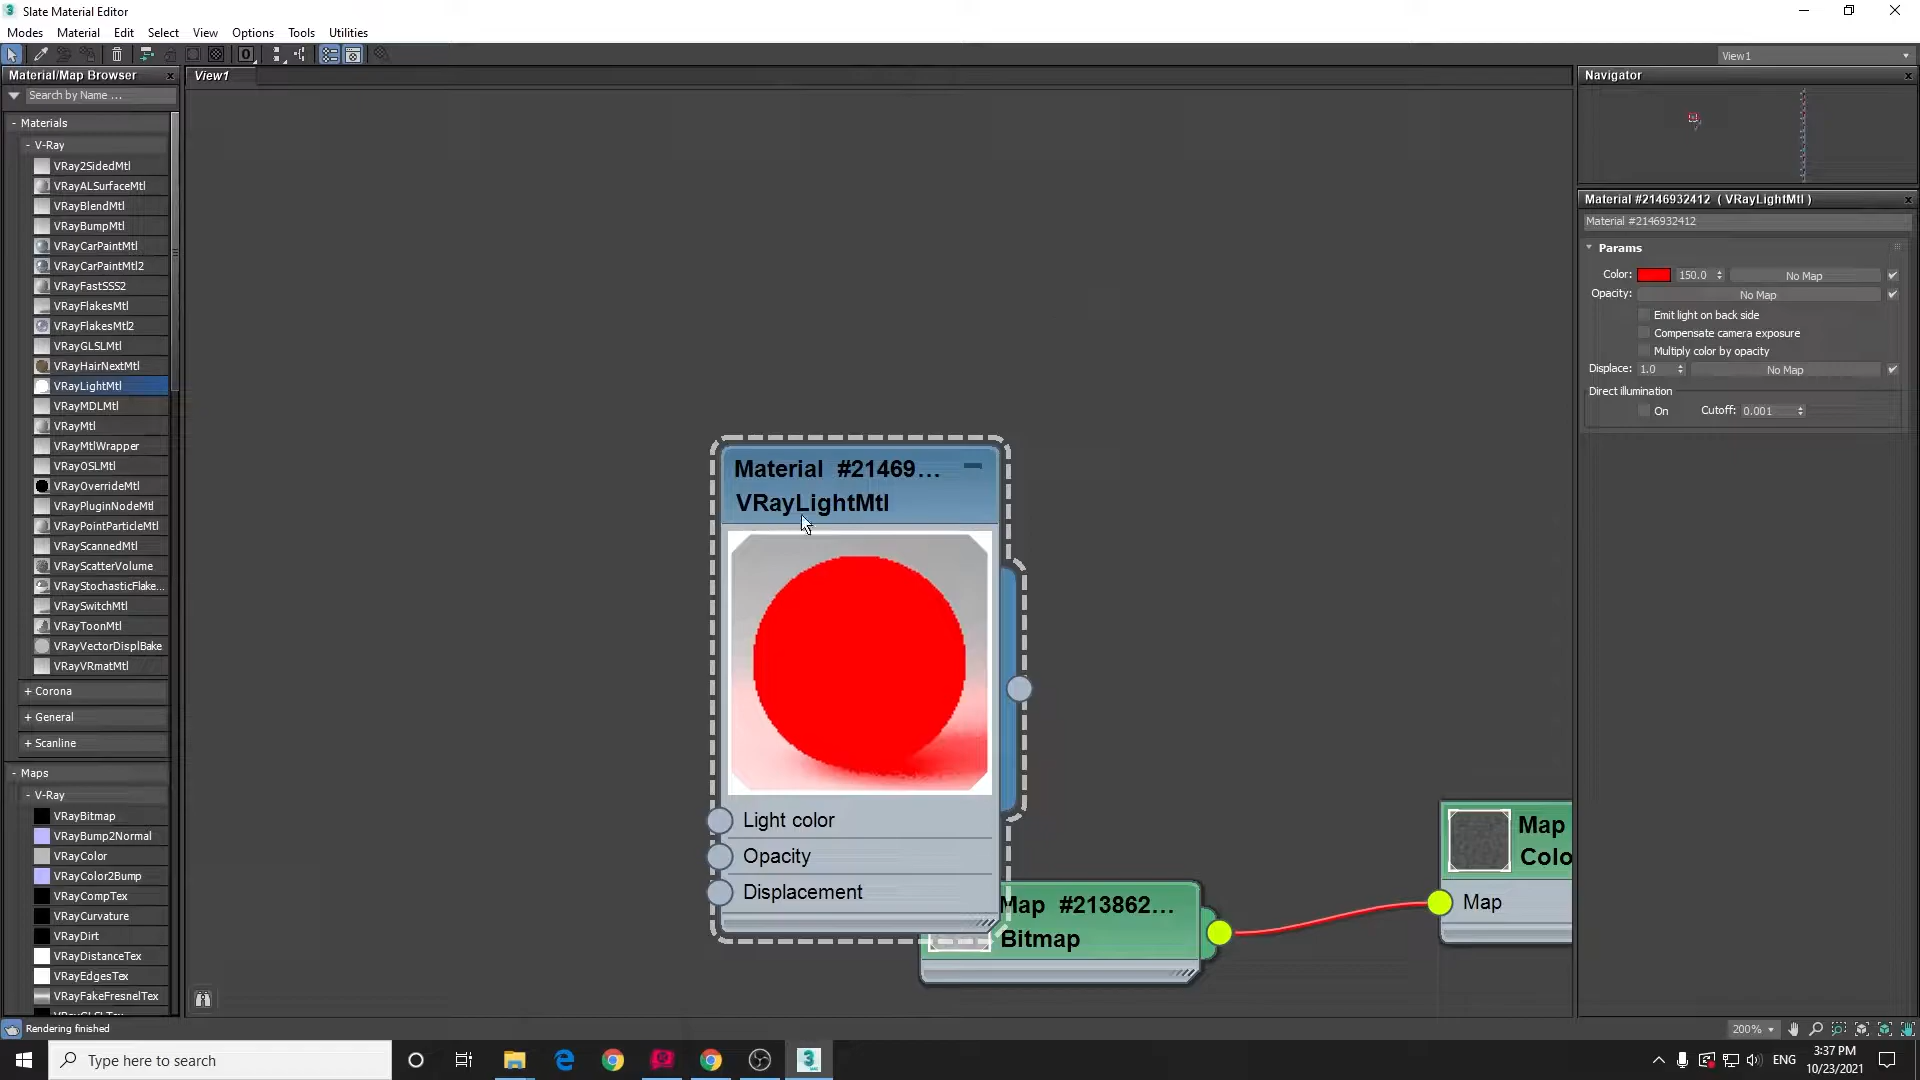 Slate Material Editor
Modes Material Edit Select View Options Tools Utilities
View1
Material/Map Browser
View1
Navigator
Search by Name ...
- Materials
- V-Ray
VRay2SidedMtl
VRayALSurfaceMtl
VRayBlendMtl
VRayBumpMtl
VRayCarPaintMtl
VRayCarPaintMtl2
VRayFastSSS2
VRayFlakesMtl
VRayFlakesMtl2
VRayGLSLMtl
VRayHairNextMtl
VRayLightMtl
VRayMDLMtl
VRayMtl
VRayMtlWrapper
VRayOSLMtl
VRayOverrideMtl
VRayPluginNodeMtl
VRayPointParticleMtl
VRayScannedMtl
VRayScatterVolume
VRayStochasticFlake...
VRaySwitchMtl
VRayToonMtl
VRayVectorDisplBake
VRayVRmatMtl
+ Corona
+ General
+ Scanline
- Maps
- V-Ray
VRayBitmap
VRayBump2Normal
VRayColor
VRayColor2Bump
VRayCompTex
VRayCurvature
VRayDirt
VRayDistanceTex
VRayEdgesTex
VRayFakeFresnelTex
Material #21469...
VRayLightMtl
Light color
Opacity
Displacement
Map #213862...
Bitmap
Map
Colo
Map
Material #2146932412 ( VRayLightMtl )
Material #2146932412
Params
Color: 150.0 No Map
Opacity: No Map
Emit light on back side
Compensate camera exposure
Multiply color by opacity
Displace: 1.0 No Map
Direct illumination
On Cutoff: 0.001
Rendering finished
200%
Type here to search
ENG
3:37 PM
10/23/2021